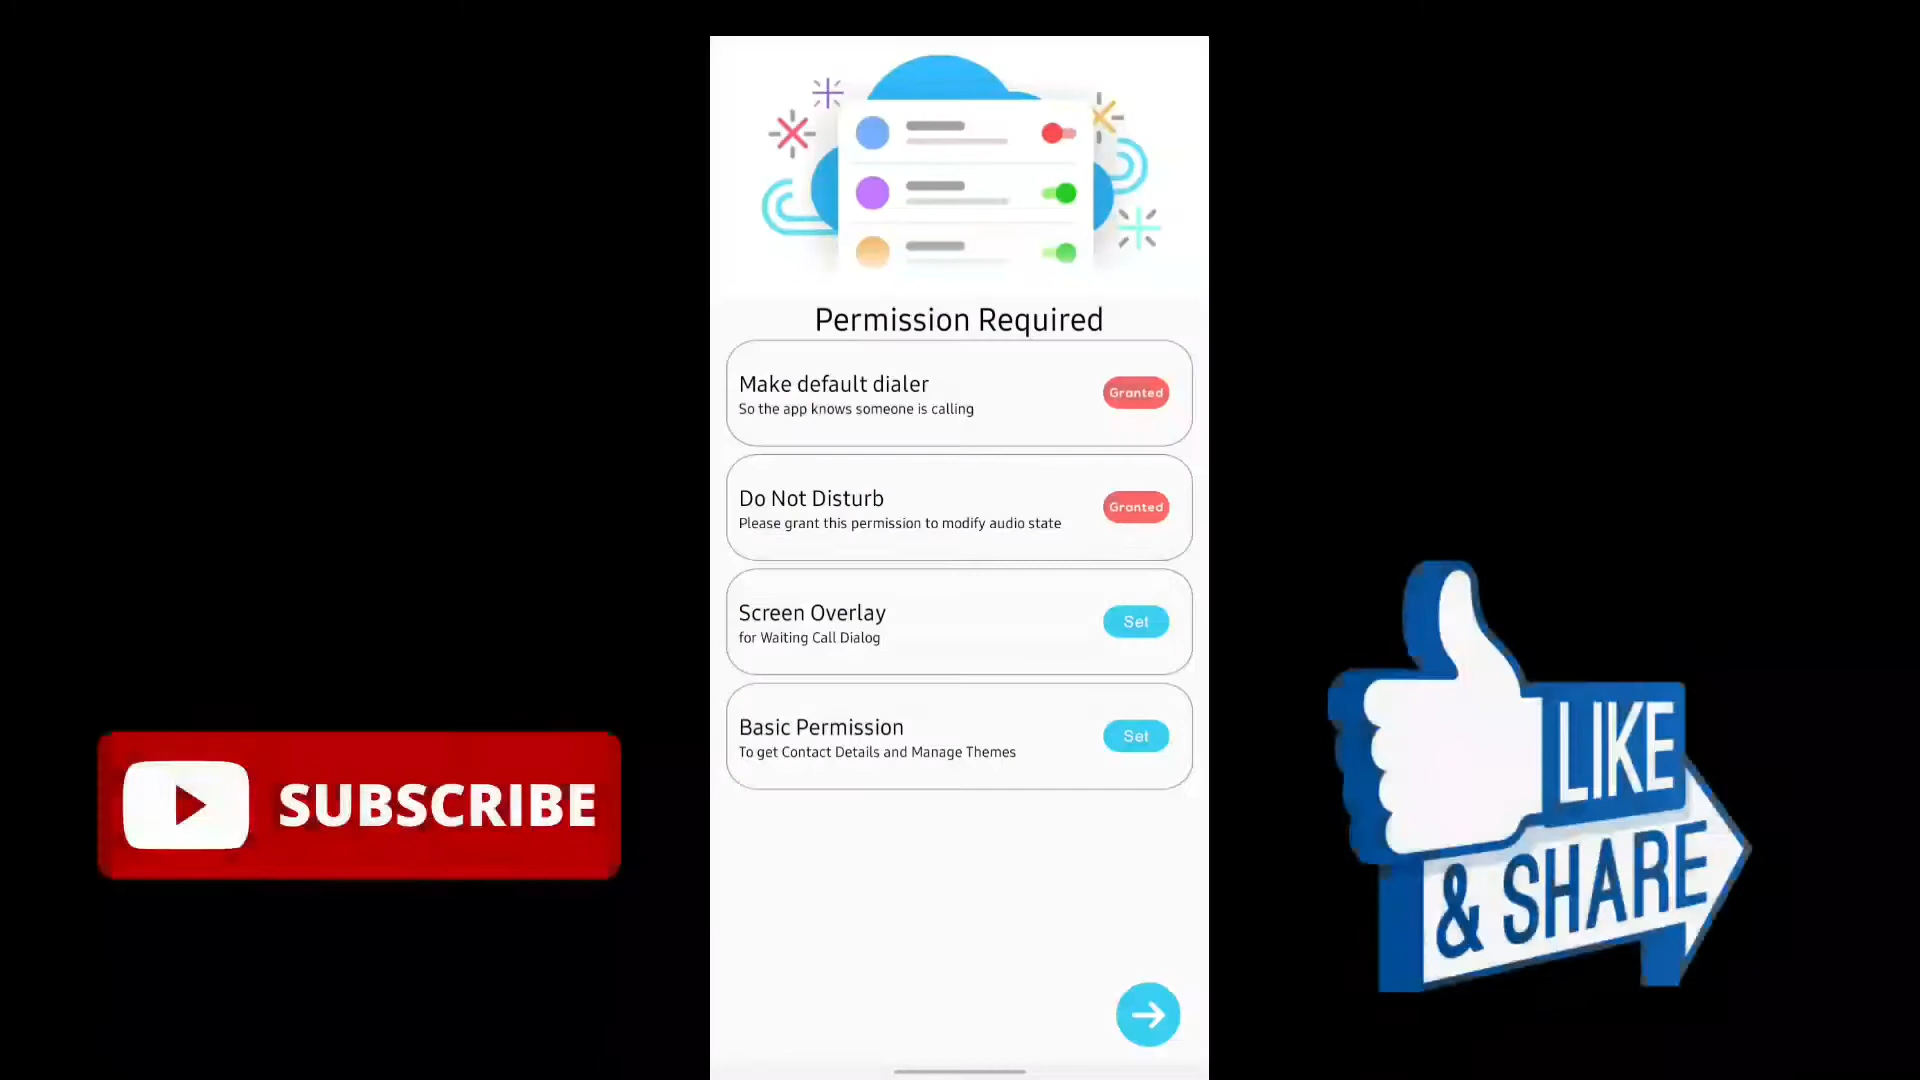 Permission Required
Make default dialer
So the app knows someone is calling
Granted
Do Not Disturb
Please grant this permission to modify audio state
Granted
Screen Overlay
for Waiting Call Dialog
Set
Basic Permission
To get Contact Details and Manage Themes
Set
SUBSCRIBE
LIKE
& SHARE